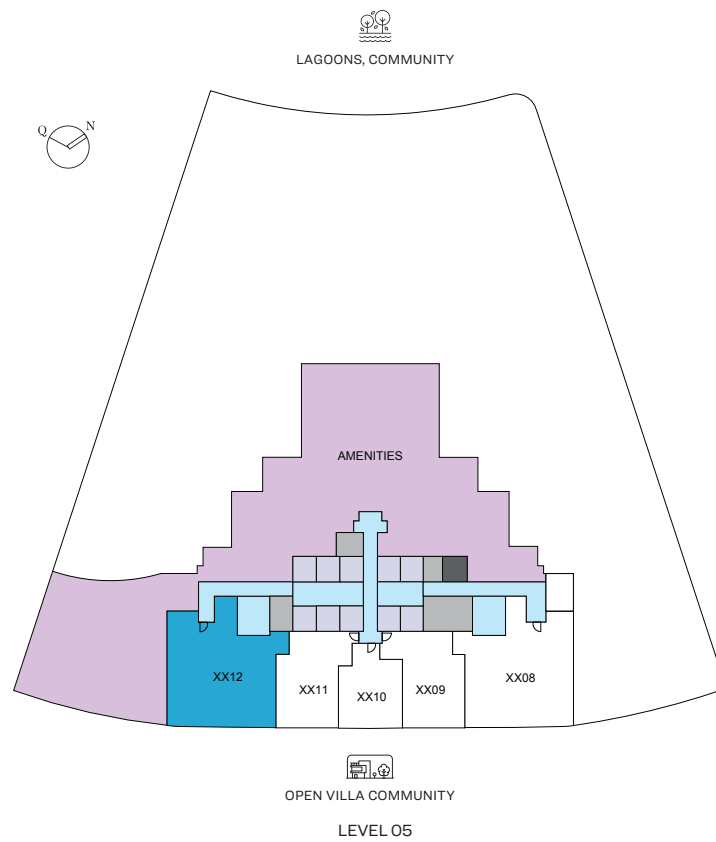 LAGOONS, COMMUNITY
Q N
AMENITIES
XX12
XX11
XX10
XX09
XX08
OPEN VILLA COMMUNITY
LEVEL 05